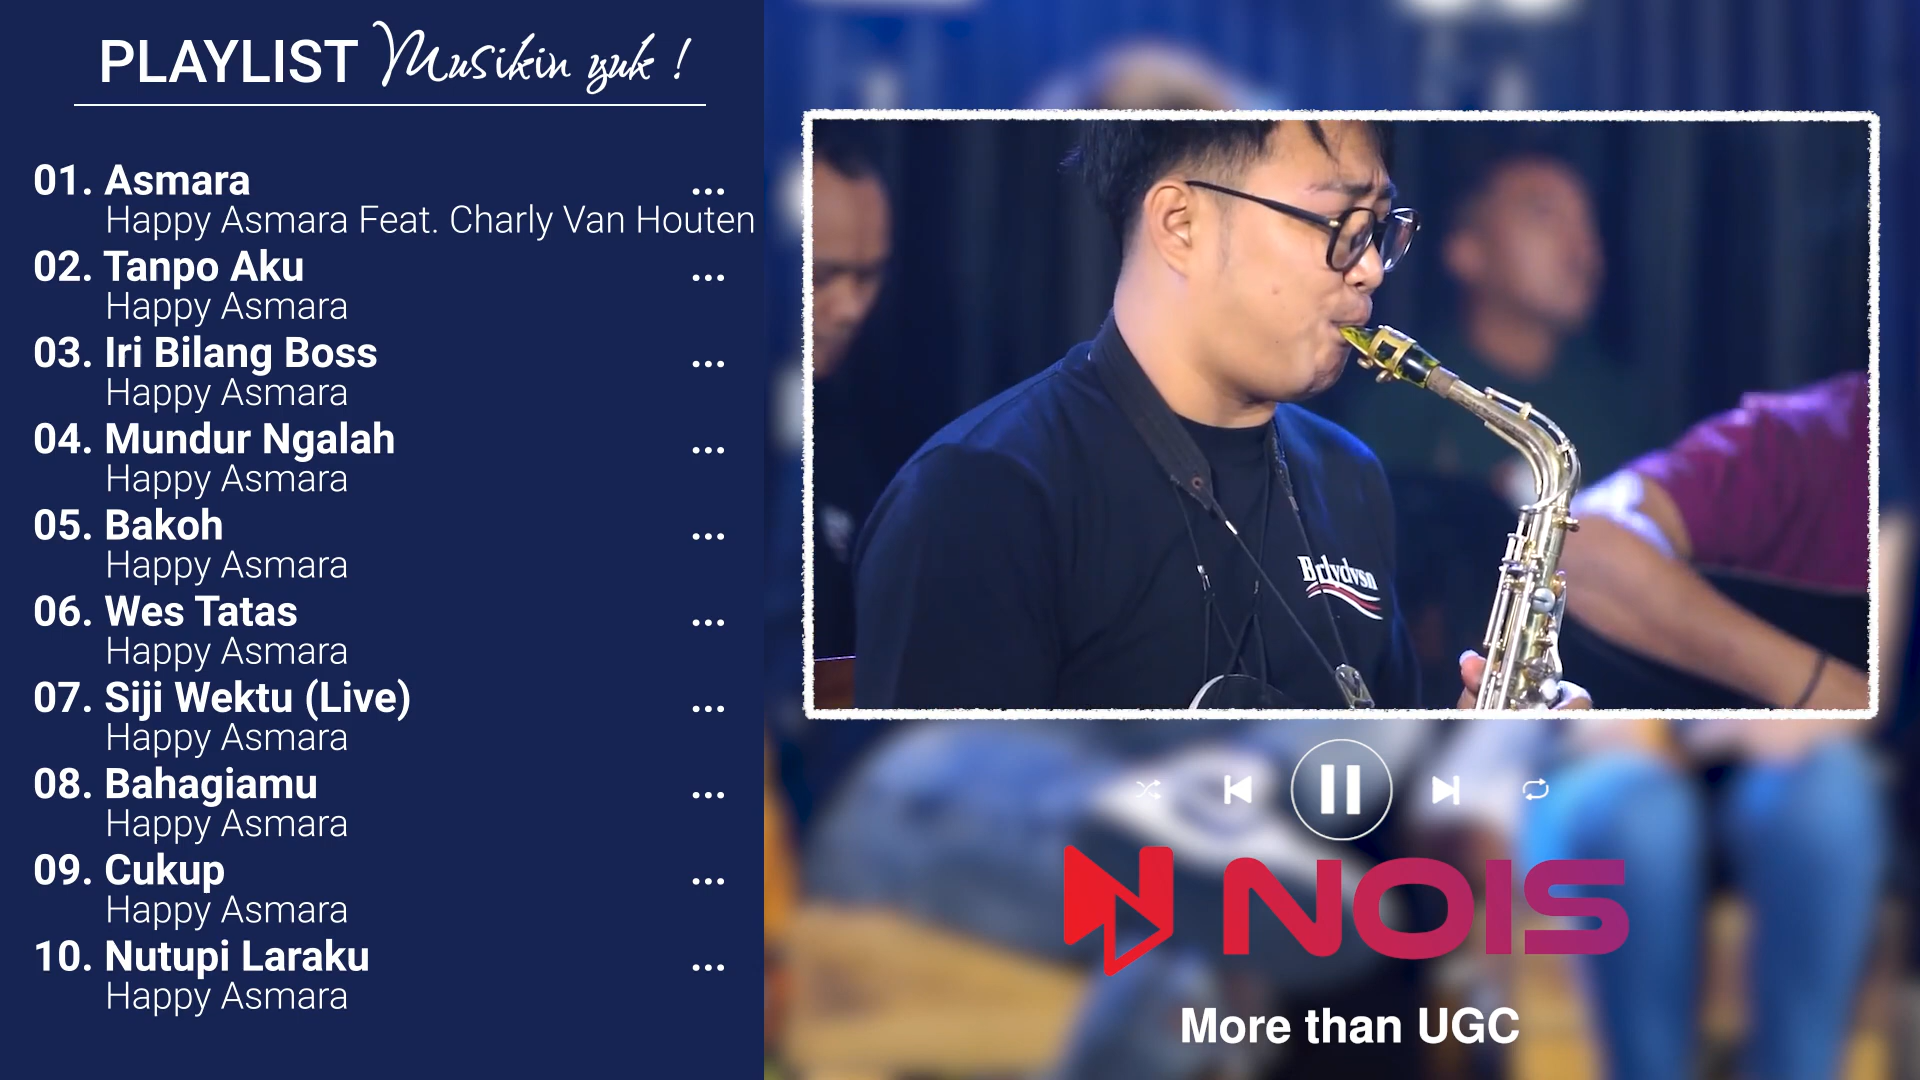 PLAYLIST Musikin yuk !
01. Asmara ...
Happy Asmara Feat. Charly Van Houten
02. Tanpo Aku ...
Happy Asmara
03. Iri Bilang Boss ...
Happy Asmara
04. Mundur Ngalah ...
Happy Asmara
05. Bakoh ...
Happy Asmara
06. Wes Tatas ...
Happy Asmara
07. Siji Wektu (Live) ...
Happy Asmara
08. Bahagiamu ...
Happy Asmara
09. Cukup ...
Happy Asmara
10. Nutupi Laraku ...
Happy Asmara
Brlydvsn
NOIS
More than UGC